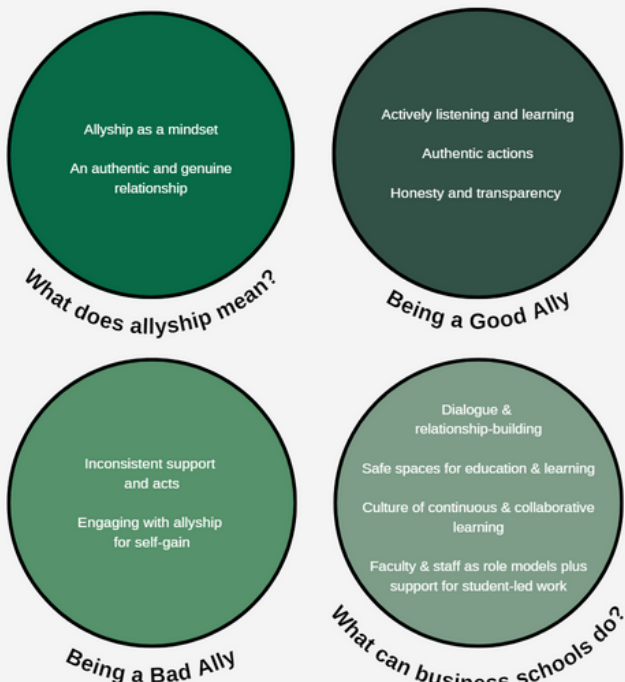 Allyship as a mindset
An authentic and genuine
relationship
What does allyship mean?
Actively listening and learning
Authentic actions
Honesty and transparency
Being a Good Ally
Inconsistent support
and acts
Engaging with allyship
for self-gain
Being a Bad Ally
Dialogue &
relationship-building
Safe spaces for education & learning
Culture of continuous & collaborative
learning
Faculty & staff as role models plus
support for student-led work
What can business schools do?